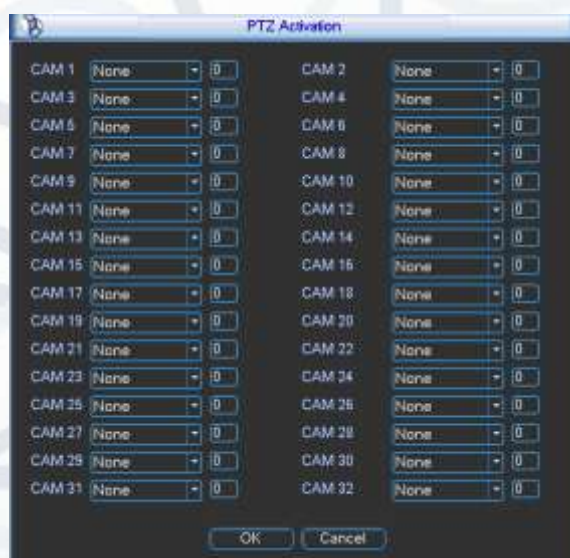 PTZ Activation
CAM 1 None 0 CAM 2 None 0
CAM 3 None 0 CAM 4 None 0
CAM 5 None 0 CAM 6 None 0
CAM 7 None 0 CAM 8 None 0
CAM 9 None 0 CAM 10 None 0
CAM 11 None 0 CAM 12 None 0
CAM 13 None 0 CAM 14 None 0
CAM 15 None 0 CAM 16 None 0
CAM 17 None 0 CAM 18 None 0
CAM 19 None 0 CAM 20 None 0
CAM 21 None 0 CAM 22 None 0
CAM 23 None 0 CAM 24 None 0
CAM 25 None 0 CAM 26 None 0
CAM 27 None 0 CAM 28 None 0
CAM 29 None 0 CAM 30 None 0
CAM 31 None 0 CAM 32 None 0
OK Cancel